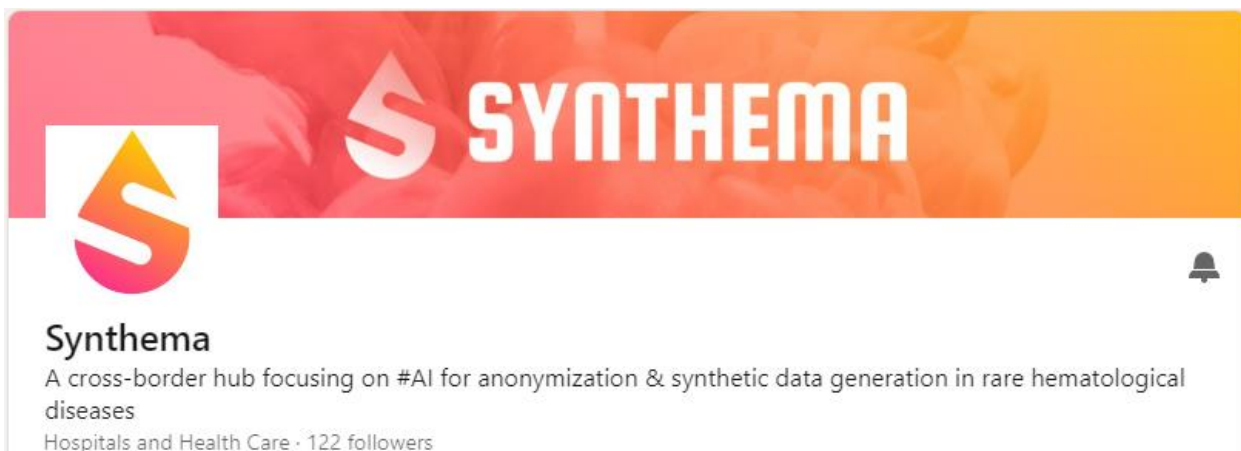 SYNTHEMA
Synthema
A cross-border hub focusing on #AI for anonymization & synthetic data generation in rare hematological
diseases
Hospitals and Health Care · 122 followers